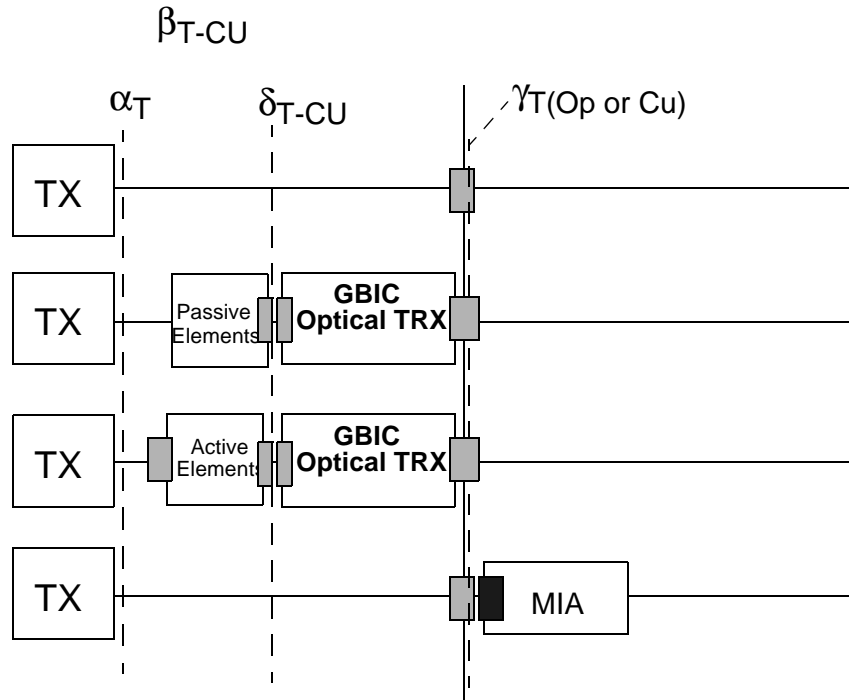 βT-CU
αT
δT-CU
γT(Op or Cu)
TX
TX
Passive
Elements
GBIC
Optical TRX
TX
Active
Elements
GBIC
Optical TRX
TX
MIA